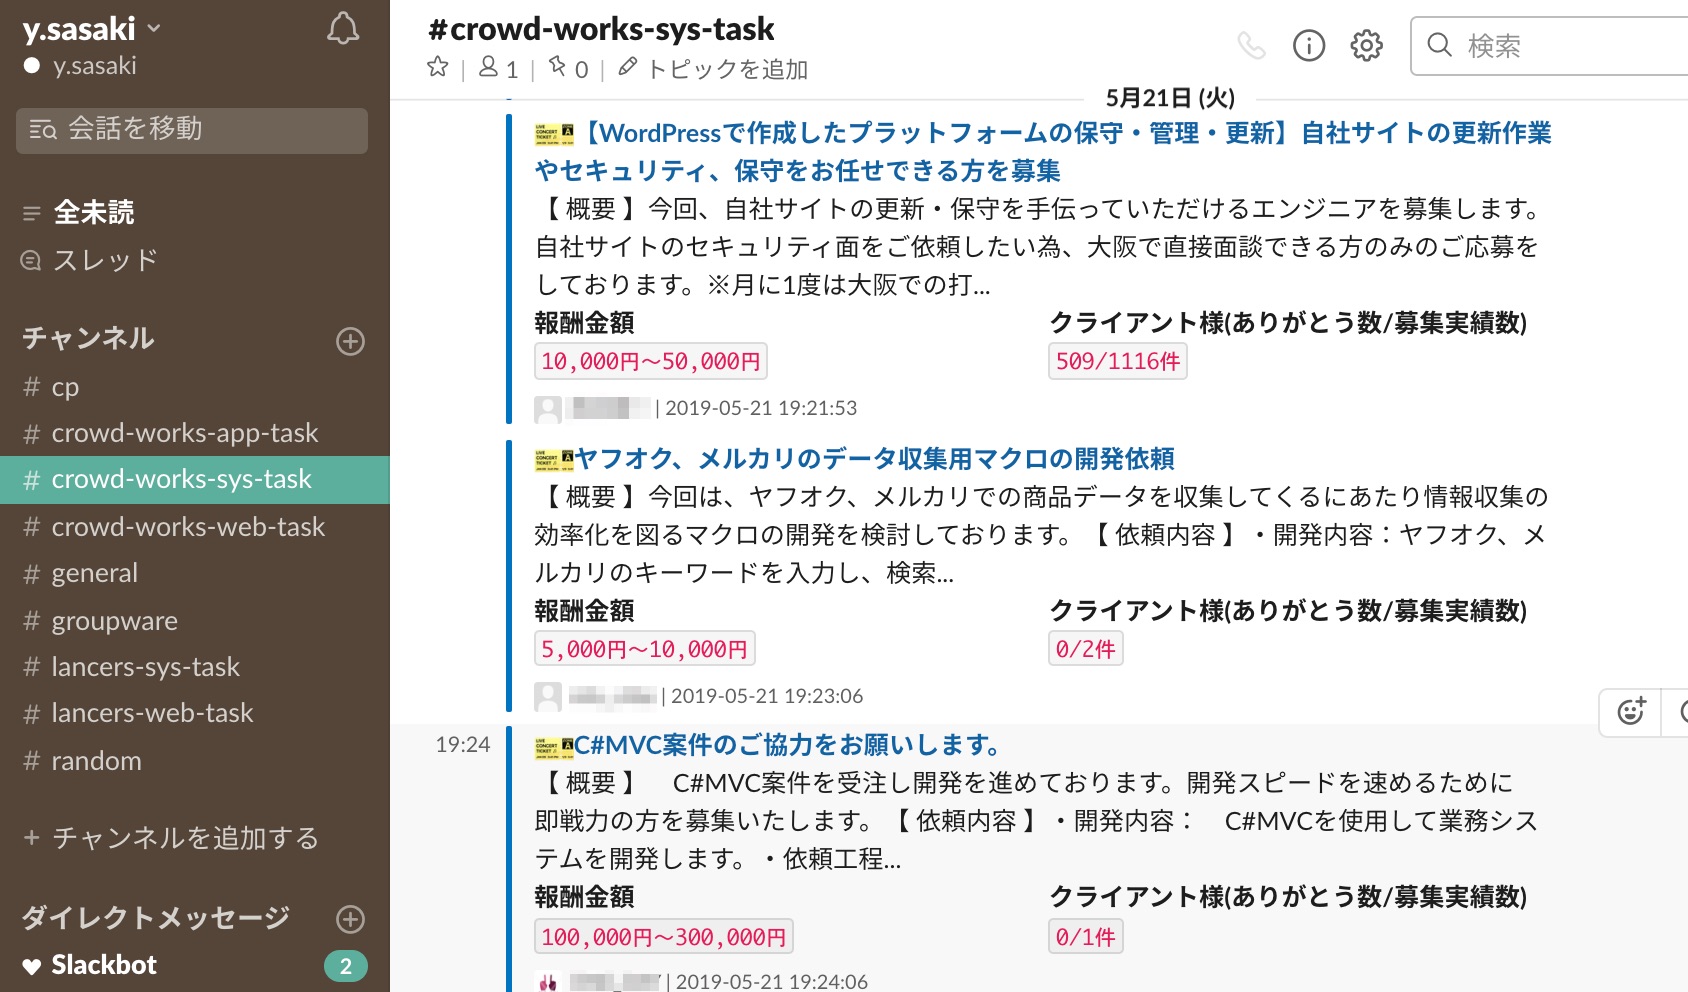 y.sasaki
y.sasaki
会話を移動
全未読
スレッド
チャンネル
# cp
# crowd-works-app-task
# crowd-works-sys-task
# crowd-works-web-task
# general
# groupware
# lancers-sys-task
# lancers-web-task
# random
+ チャンネルを追加する
ダイレクトメッセージ
Slackbot 2
#crowd-works-sys-task
| 1 | 0 | トピックを追加
検索
5月21日 (火)
【WordPressで作成したプラットフォームの保守・管理・更新】自社サイトの更新作業
やセキュリティ、保守をお任せできる方を募集
【 概要 】今回、自社サイトの更新・保守を手伝っていただけるエンジニアを募集します。
自社サイトのセキュリティ面をご依頼したい為、大阪で直接面談できる方のみのご応募を
しております。※月に1度は大阪での打...
報酬金額 クライアント様(ありがとう数/募集実績数)
10,000円〜50,000円 509/1116件
| 2019-05-21 19:21:53
ヤフオク、メルカリのデータ収集用マクロの開発依頼
【 概要 】今回は、ヤフオク、メルカリでの商品データを収集してくるにあたり情報収集の
効率化を図るマクロの開発を検討しております。【 依頼内容 】・開発内容：ヤフオク、メ
ルカリのキーワードを入力し、検索...
報酬金額 クライアント様(ありがとう数/募集実績数)
5,000円〜10,000円 0/2件
| 2019-05-21 19:23:06
19:24
C#MVC案件のご協力をお願いします。
【 概要 】　C#MVC案件を受注し開発を進めております。開発スピードを速めるために
即戦力の方を募集いたします。【 依頼内容 】・開発内容：　C#MVCを使用して業務シス
テムを開発します。・依頼工程...
報酬金額 クライアント様(ありがとう数/募集実績数)
100,000円〜300,000円 0/1件
| 2019-05-21 19:24:06